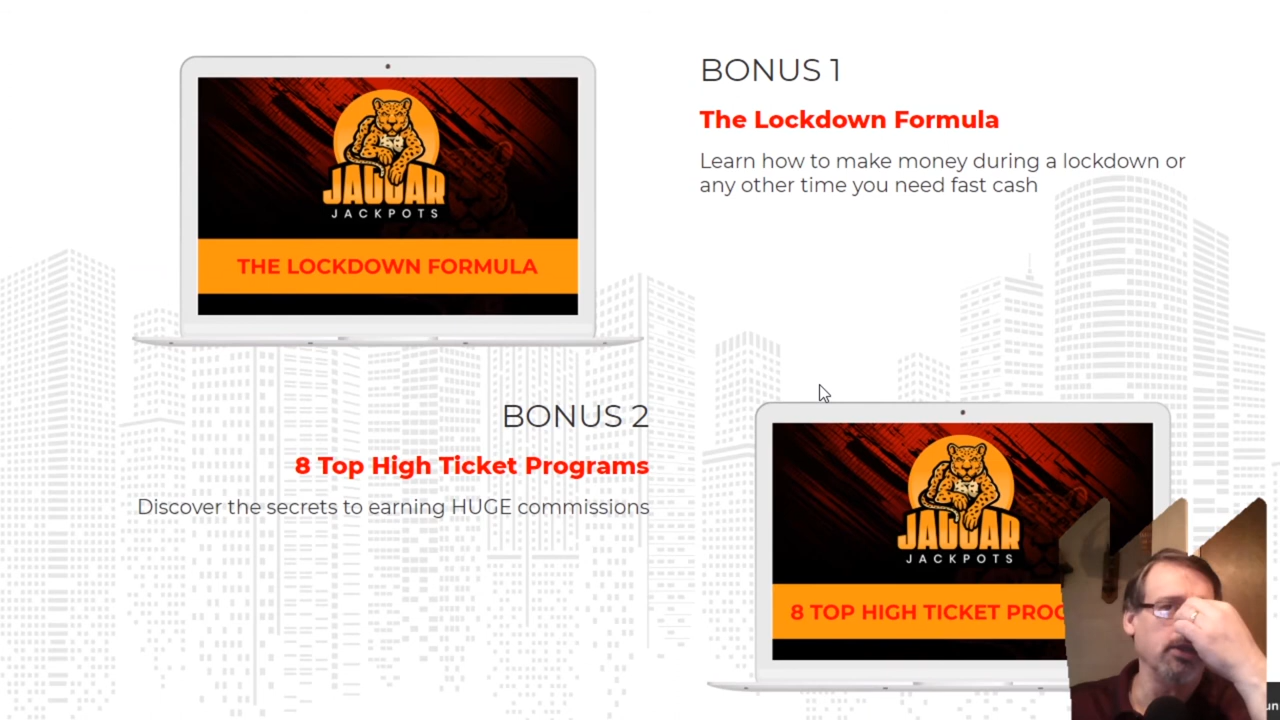 BONUS 1
The Lockdown Formula
Learn how to make money during a lockdown or
any other time you need fast cash
JAGUAR
JACKPOTS
THE LOCKDOWN FORMULA
BONUS 2
8 Top High Ticket Programs
Discover the secrets to earning HUGE commissions
JAGUAR
JACKPOTS
8 TOP HIGH TICKET